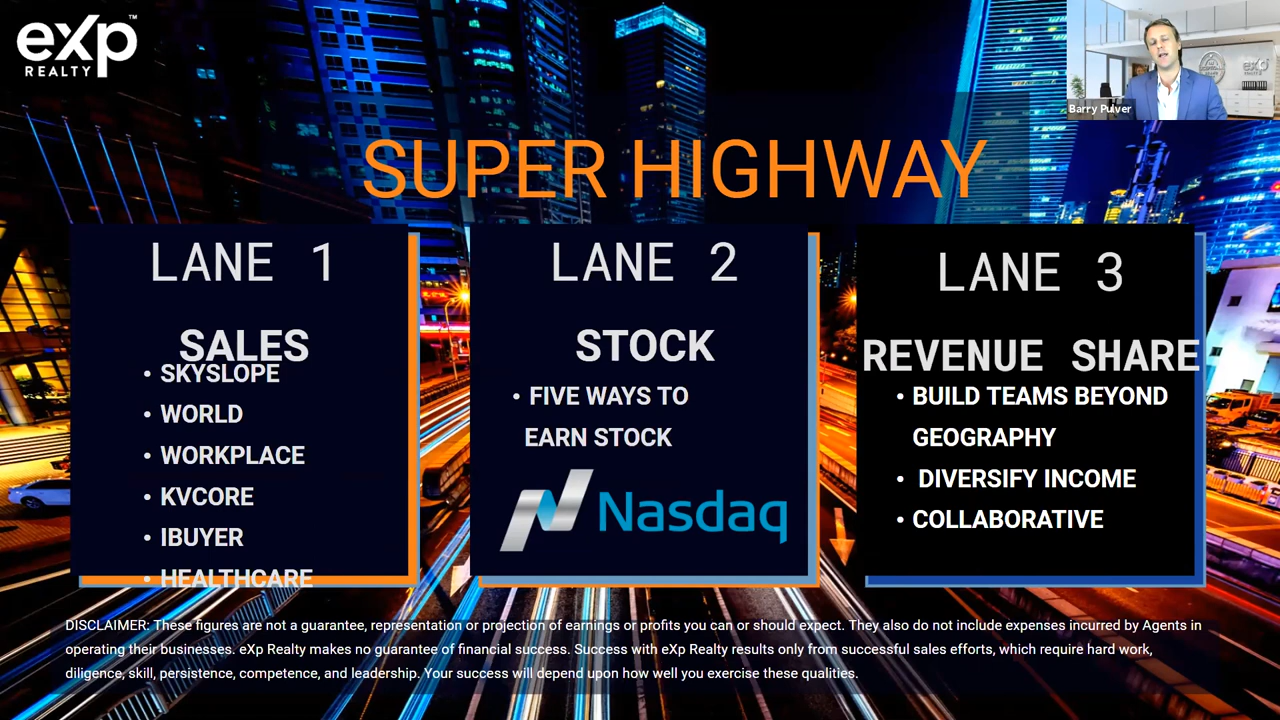 eXp™
REALTY
eXp
Barry Pulver
SUPER HIGHWAY
LANE 1
SALES
• SKYSLOPE
• WORLD
• WORKPLACE
• KVCORE
• IBUYER
• HEALTHCARE
LANE 2
STOCK
• FIVE WAYS TO
EARN STOCK
Nasdaq
LANE 3
REVENUE SHARE
• BUILD TEAMS BEYOND
GEOGRAPHY
• DIVERSIFY INCOME
• COLLABORATIVE
DISCLAIMER: These figures are not a guarantee, representation or projection of earnings or profits you can or should expect. They also do not include expenses incurred by Agents in
operating their businesses. eXp Realty makes no guarantee of financial success. Success with eXp Realty results only from successful sales efforts, which require hard work,
diligence, skill, persistence, competence, and leadership. Your success will depend upon how well you exercise these qualities.